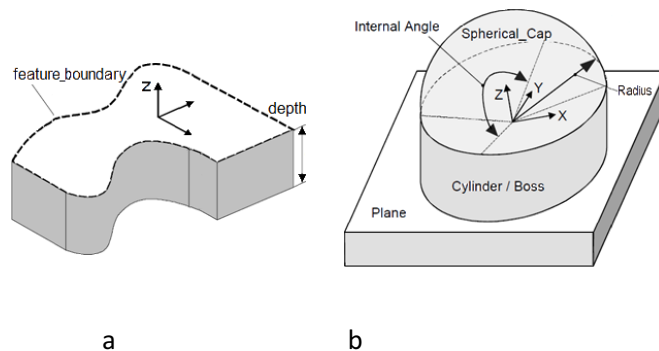 feature_boundary
Z
depth
a
Internal Angle
Spherical_Cap
Z
Y
X
Radius
Cylinder / Boss
Plane
b